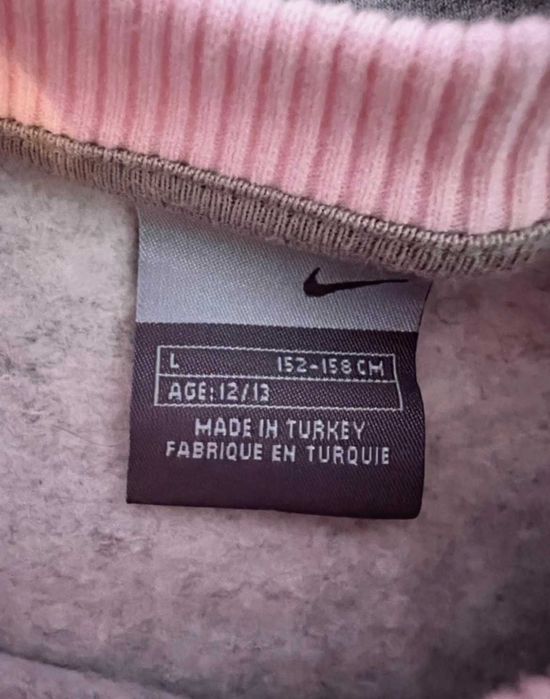 L 152-158 CM
AGE: 12/13
MADE IN TURKEY
FABRIQUE EN TURQUIE